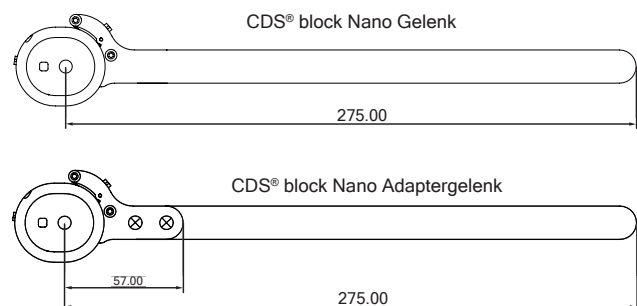 CDS® block Nano Gelenk
275.00
CDS® block Nano Adaptergelenk
57.00
275.00